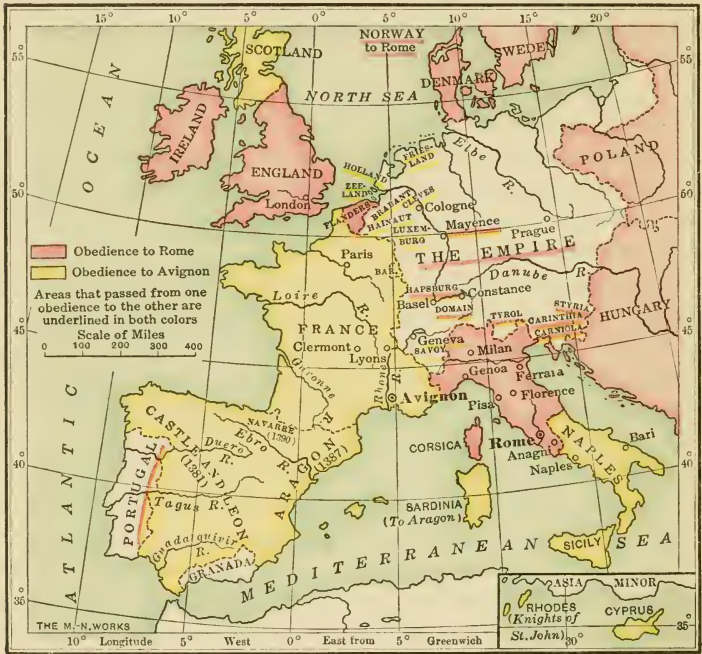 15° 10° 5° 0° 5° 10° 15° 20°
NORWAY
to Rome
SCOTLAND
SWEDEN
55
55
DENMARK
NORTH SEA
OCEAN
IRELAND
ENGLAND
London
HOLLAND
FRIES-
LAND
ZEE-
LAND
Elbe R.
POLAND
50
50
FLANDERS
BRABANT
CLEVES
HAINAUT
Cologne
LUXEM-
BURG
Mayence
Prague
THE EMPIRE
Obedience to Rome
Obedience to Avignon
Areas that passed from one
obedience to the other are
underlined in both colors
Scale of Miles
0 100 200 300 400
Paris
BAR
Danube R.
HAPSBURG
DOMAIN
Basel
Constance
Loire R.
FRANCE
TYROL
STYRIA
CARINTHIA
CARNIOLA
HUNGARY
45
45
Geneva
SAVOY
Clermont
Lyons
Milan
Garonne R.
Rhone R.
Genoa
Ferrara
Avignon
Pisa
Florence
NAVARRE
(1390)
CASTLE AND LEON
(1381)
Duero R.
Ebro R.
ARAGON
(1387)
CORSICA
Rome
Anagni
Naples
NAPLES
Bari
40
40
PORTUGAL
Tagus R.
SARDINIA
(To Aragon)
Guadalquivir
R.
GRANADA
SICILY
MEDITERRANEAN SEA
ATLANTIC
35
ASIA MINOR
RHODES
(Knights of
St. John)
CYPRUS
35
30°
THE M.-N. WORKS
10° Longitude 5° West 0° East from 5° Greenwich